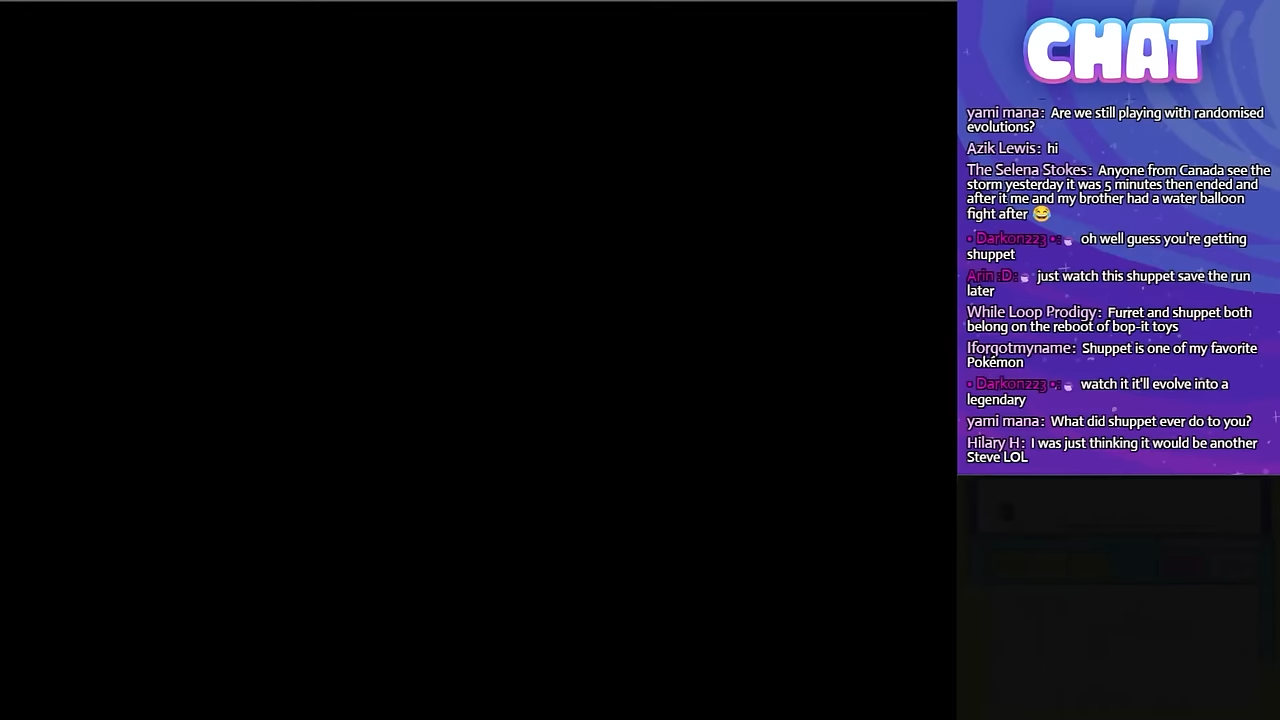 CHAT
yami mana: Are we still playing with randomised
evolutions?
Azik Lewis: hi
The Selena Stokes: Anyone from Canada see the
storm yesterday it was 5 minutes then ended and
after it me and my brother had a water balloon
fight after 😂
• Darkon223 •: oh well guess you're getting
shuppet
Arin :D: just watch this shuppet save the run
later
While Loop Prodigy: Furret and shuppet both
belong on the reboot of bop-it toys
Iforgotmyname: Shuppet is one of my favorite
Pokémon
• Darkon223 •: watch it it'll evolve into a
legendary
yami mana: What did shuppet ever do to you?
Hilary H: I was just thinking it would be another
Steve LOL